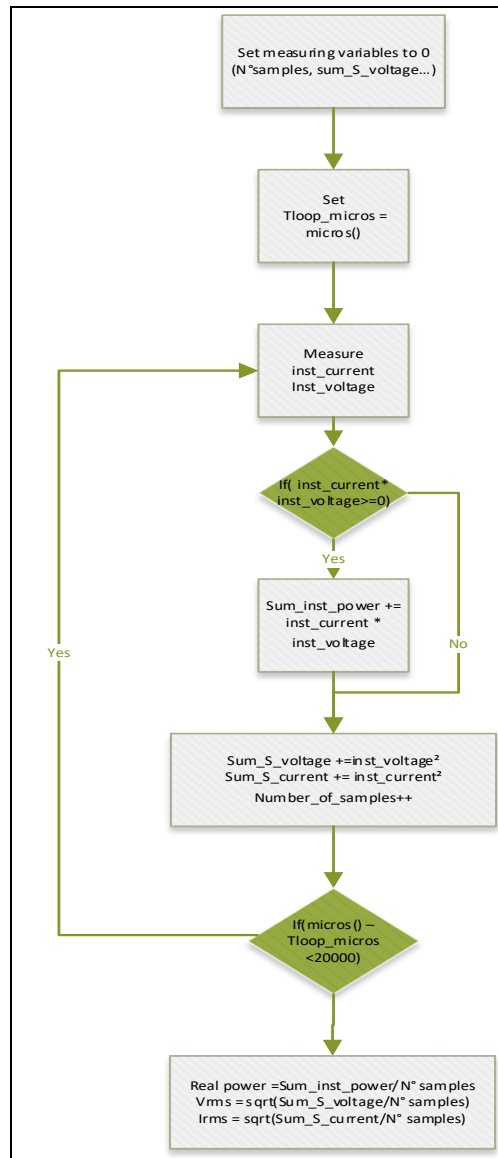 Set measuring variables to 0
(N°samples, sum_S_voltage...)
Set
Tloop_micros =
micros()
Measure
inst_current
Inst_voltage
If( inst_current*
inst_voltage>=0)
Yes
Sum_inst_power +=
inst_current *
inst_voltage
No
Yes
Sum_S_voltage +=inst_voltage²
Sum_S_current += inst_current²
Number_of_samples++
If(micros() –
Tloop_micros
<20000)
Real power =Sum_inst_power/N° samples
Vrms = sqrt(Sum_S_voltage/N° samples)
Irms = sqrt(Sum_S_current/N° samples)